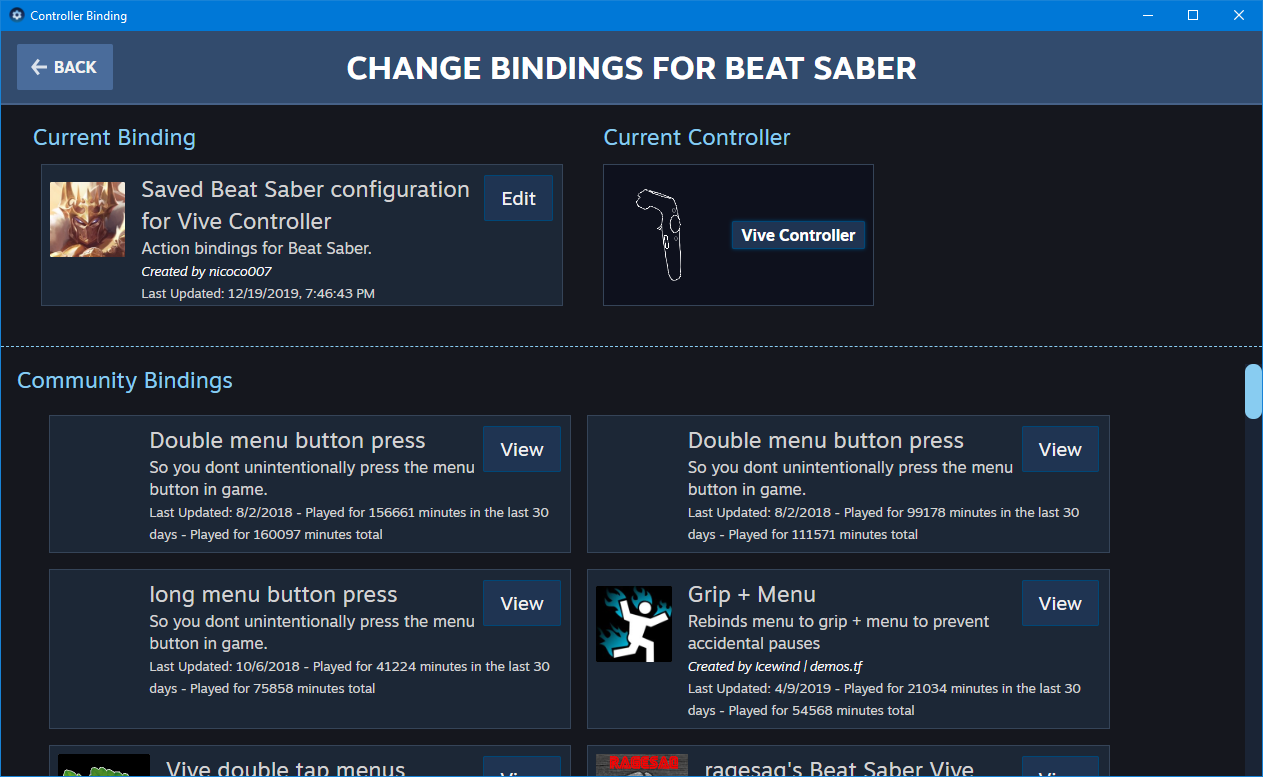 Controller Binding
BACK
CHANGE BINDINGS FOR BEAT SABER
Current Binding
Saved Beat Saber configuration
for Vive Controller
Action bindings for Beat Saber.
Created by nicoco007
Last Updated: 12/19/2019, 7:46:43 PM
Edit
Current Controller
Vive Controller
Community Bindings
Double menu button press
So you dont unintentionally press the menu
button in game.
Last Updated: 8/2/2018 - Played for 156661 minutes in the last 30
days - Played for 160097 minutes total
View
Double menu button press
So you dont unintentionally press the menu
button in game.
Last Updated: 8/2/2018 - Played for 99178 minutes in the last 30
days - Played for 111571 minutes total
View
long menu button press
So you dont unintentionally press the menu
button in game.
Last Updated: 10/6/2018 - Played for 41224 minutes in the last 30
days - Played for 75858 minutes total
View
Grip + Menu
Rebinds menu to grip + menu to prevent
accidental pauses
Created by Icewind | demos.tf
Last Updated: 4/9/2019 - Played for 21034 minutes in the last 30
days - Played for 54568 minutes total
View
Vive double tap menus
View
RAGESAQ
ragesaq's Beat Saber Vive
View